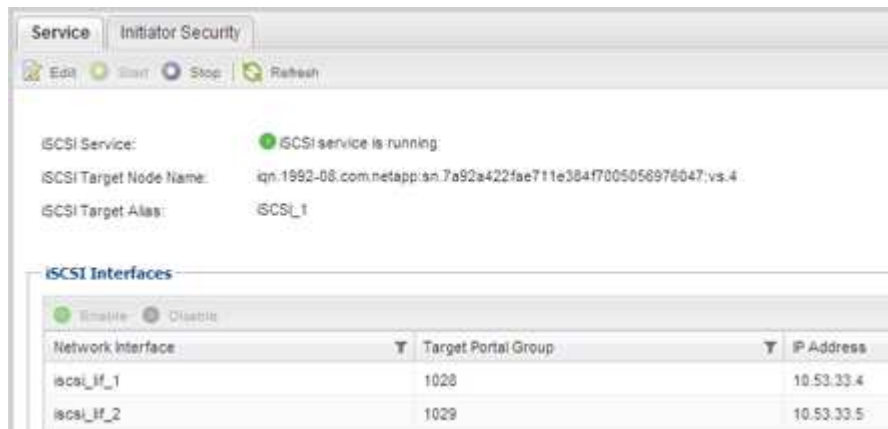 Service Initiator Security
Edit Start Stop Refresh
iSCSI Service: iSCSI service is running
iSCSI Target Node Name: iqn.1992-08.com.netapp:sn.7a92a422fae711e384f7005056976047:vs.4
iSCSI Target Alias: iSCSI_1
iSCSI Interfaces
Enable Disable
Network Interface Target Portal Group IP Address
iscsi_lif_1 1028 10.53.33.4
iscsi_lif_2 1029 10.53.33.5